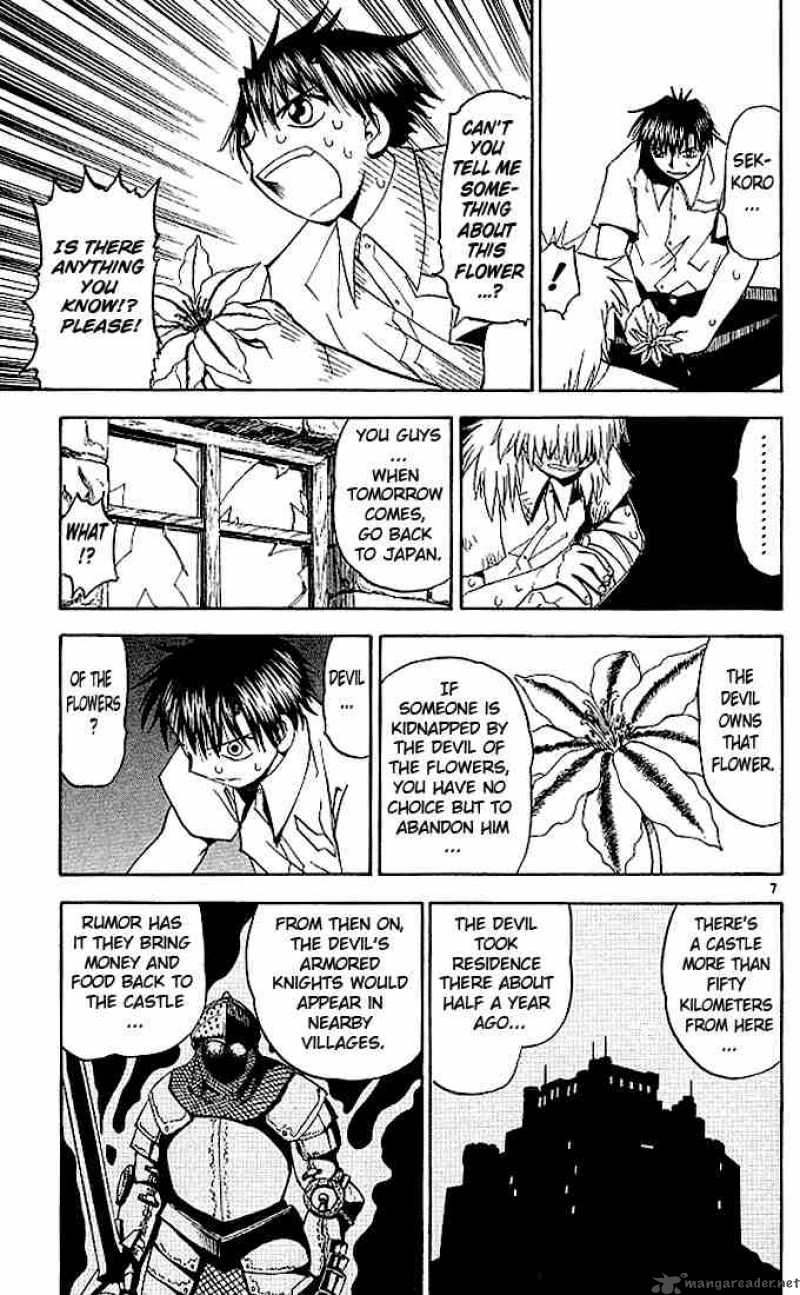 SEK-
KORO
...
!
CAN'T
YOU
TELL ME
SOME-
THING
ABOUT
THIS
FLOWER
...?
IS THERE
ANYTHING
YOU
KNOW!?
PLEASE!
.........
YOU GUYS
...
WHEN
TOMORROW
COMES,
GO BACK
TO JAPAN.
WHAT
!?
THE
DEVIL
OWNS
THAT
FLOWER.
IF
SOMEONE IS
KIDNAPPED BY
THE DEVIL OF
THE FLOWERS,
YOU HAVE NO
CHOICE BUT TO
ABANDON HIM
...
DEVIL
...
OF THE
FLOWERS
?
7
THERE'S
A CASTLE
MORE THAN
FIFTY
KILOMETERS
FROM HERE
...
THE DEVIL
TOOK
RESIDENCE
THERE ABOUT
HALF A YEAR
AGO...
FROM THEN ON,
THE DEVIL'S
ARMORED
KNIGHTS WOULD
APPEAR IN
NEARBY
VILLAGES.
RUMOR HAS
IT THEY BRING
MONEY AND
FOOD BACK TO
THE CASTLE
...
mangareader.net